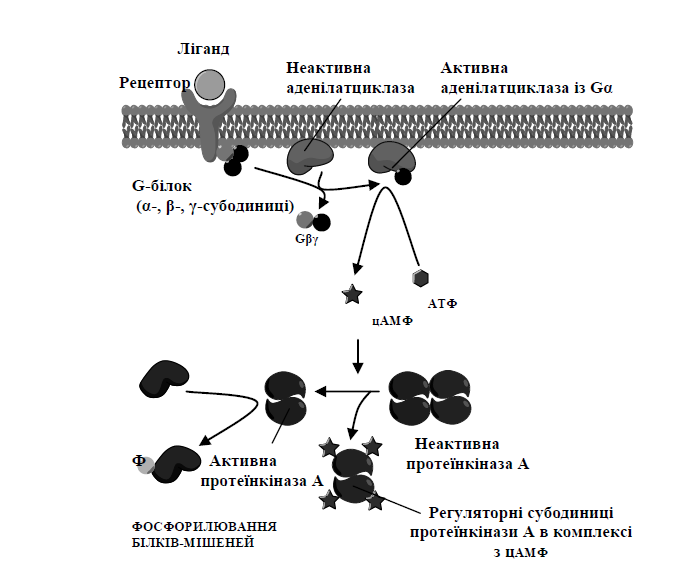 Ліганд
Рецептор
Неактивна
аденілатциклаза
Активна
аденілатциклаза із Gα
G-білок
(α-, β-, γ-субодиниці)
Gβγ
АТФ
цАМФ
Неактивна
протеїнкіназа А
Ф
Активна
протеїнкіназа А
Регуляторні субодиниці
протеїнкінази А в комплексі
з цАМФ
ФОСФОРИЛЮВАННЯ
БІЛКІВ-МІШЕНЕЙ